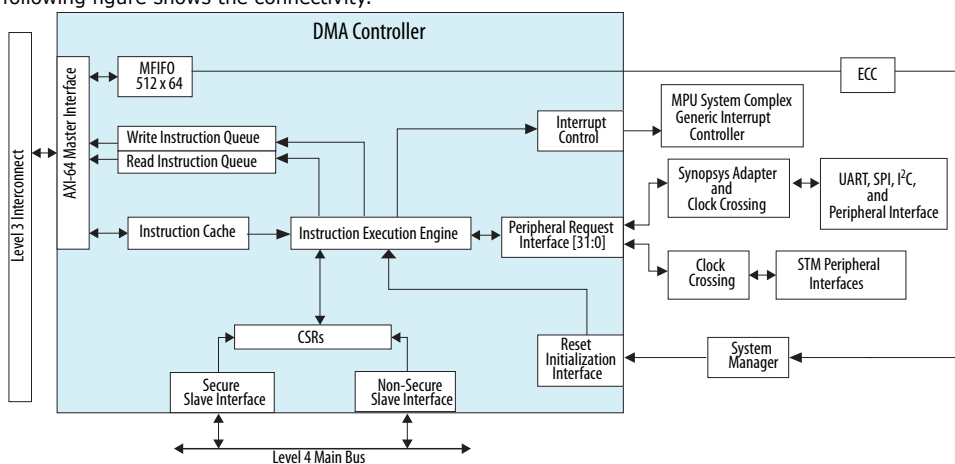 following figure shows the connectivity.
DMA Controller
MFIFO
512 x 64
ECC
Level 3 Interconnect
AXI-64 Master Interface
Write Instruction Queue
Read Instruction Queue
Interrupt
Control
MPU System Complex
Generic Interrupt
Controller
Synopsys Adapter
and
Clock Crossing
UART, SPI, I²C,
and
Peripheral Interface
Instruction Cache
Instruction Execution Engine
Peripheral Request
Interface [31:0]
Clock
Crossing
STM Peripheral
Interfaces
CSRs
Reset
Initialization
Interface
System
Manager
Secure
Slave Interface
Non-Secure
Slave Interface
Level 4 Main Bus